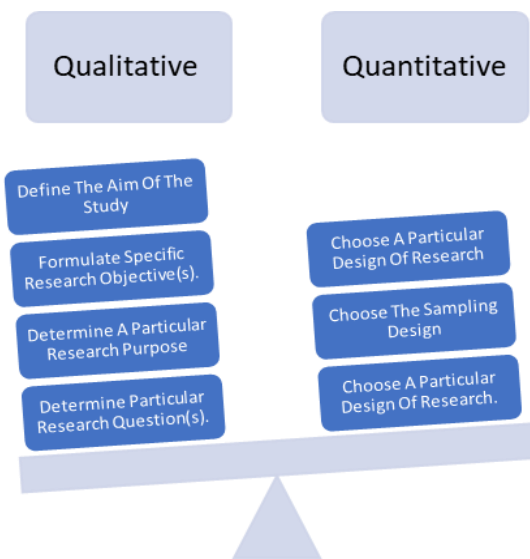 Qualitative
Quantitative
Define The Aim Of The
Study
Formulate Specific
Research Objective(s).
Determine A Particular
Research Purpose
Determine Particular
Research Question(s).
Choose A Particular
Design Of Research
Choose The Sampling
Design
Choose A Particular
Design Of Research.